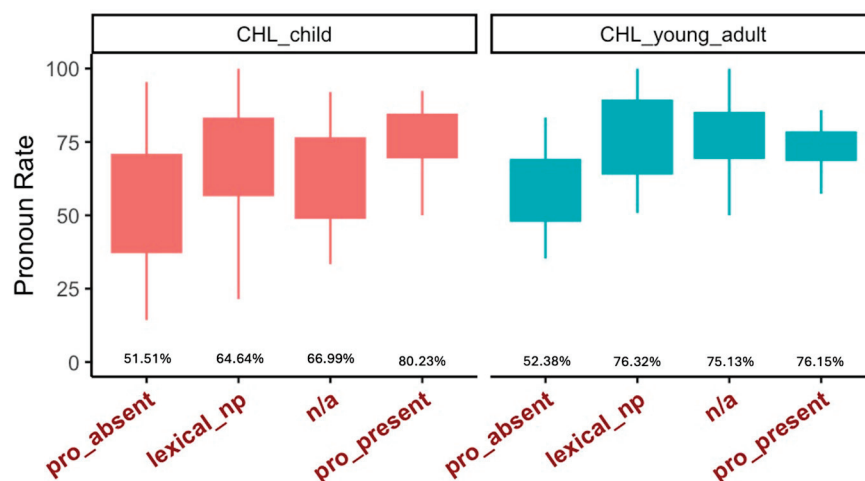 CHL_child
CHL_young_adult
Pronoun Rate
100
75
50
25
0
51.51%
64.64%
66.99%
80.23%
52.38%
76.32%
75.13%
76.15%
pro_absent
lexical_np
n/a
pro_present
pro_absent
lexical_np
n/a
pro_present